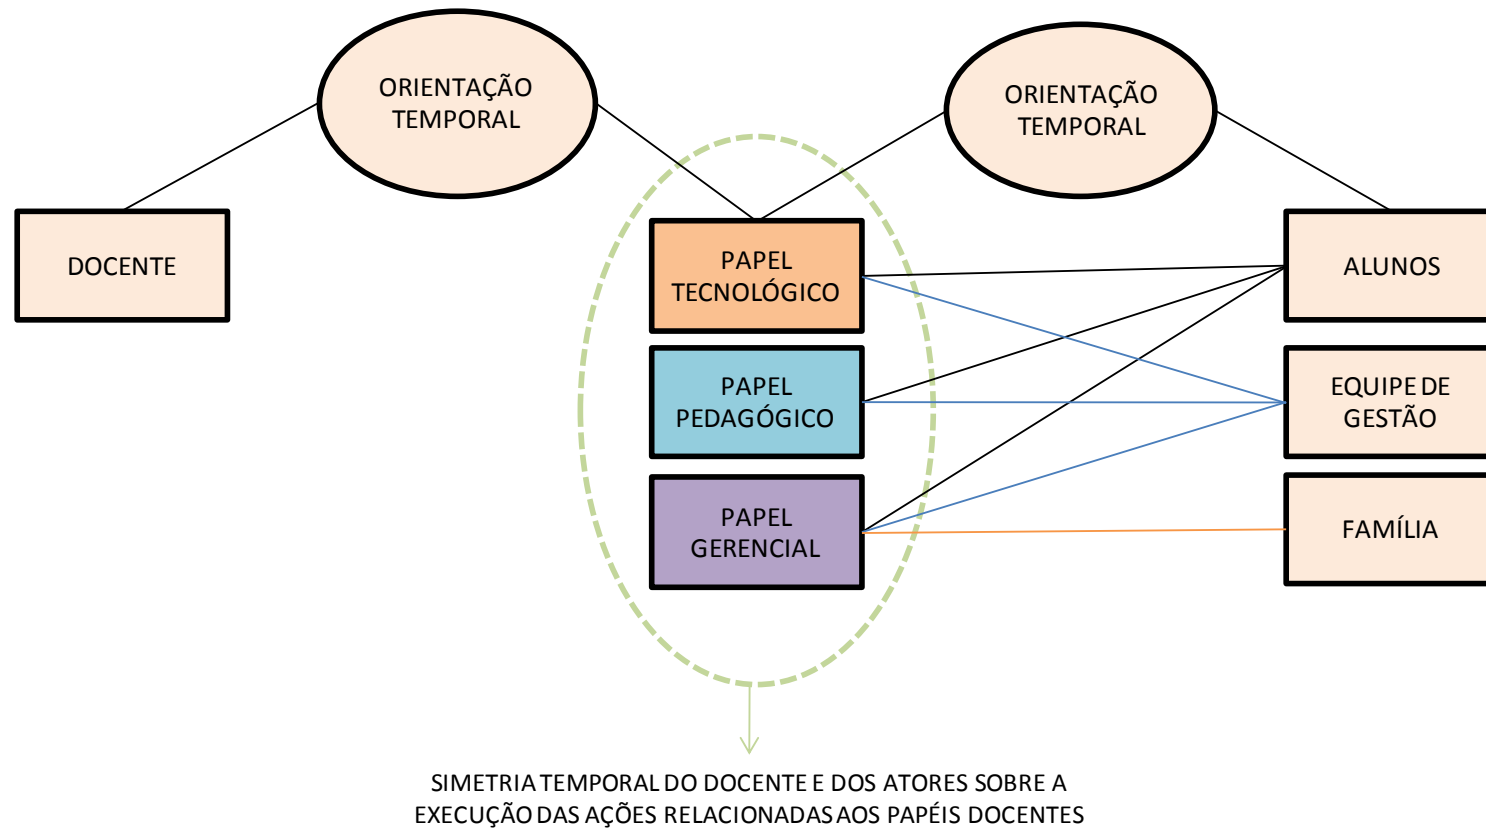 ORIENTAÇÃO
TEMPORAL
ORIENTAÇÃO
TEMPORAL
DOCENTE
PAPEL
TECNOLÓGICO
ALUNOS
PAPEL
PEDAGÓGICO
EQUIPE DE
GESTÃO
PAPEL
GERENCIAL
FAMÍLIA
SIMETRIA TEMPORAL DO DOCENTE E DOS ATORES SOBRE A
EXECUÇÃO DAS AÇÕES RELACIONADAS AOS PAPÉIS DOCENTES